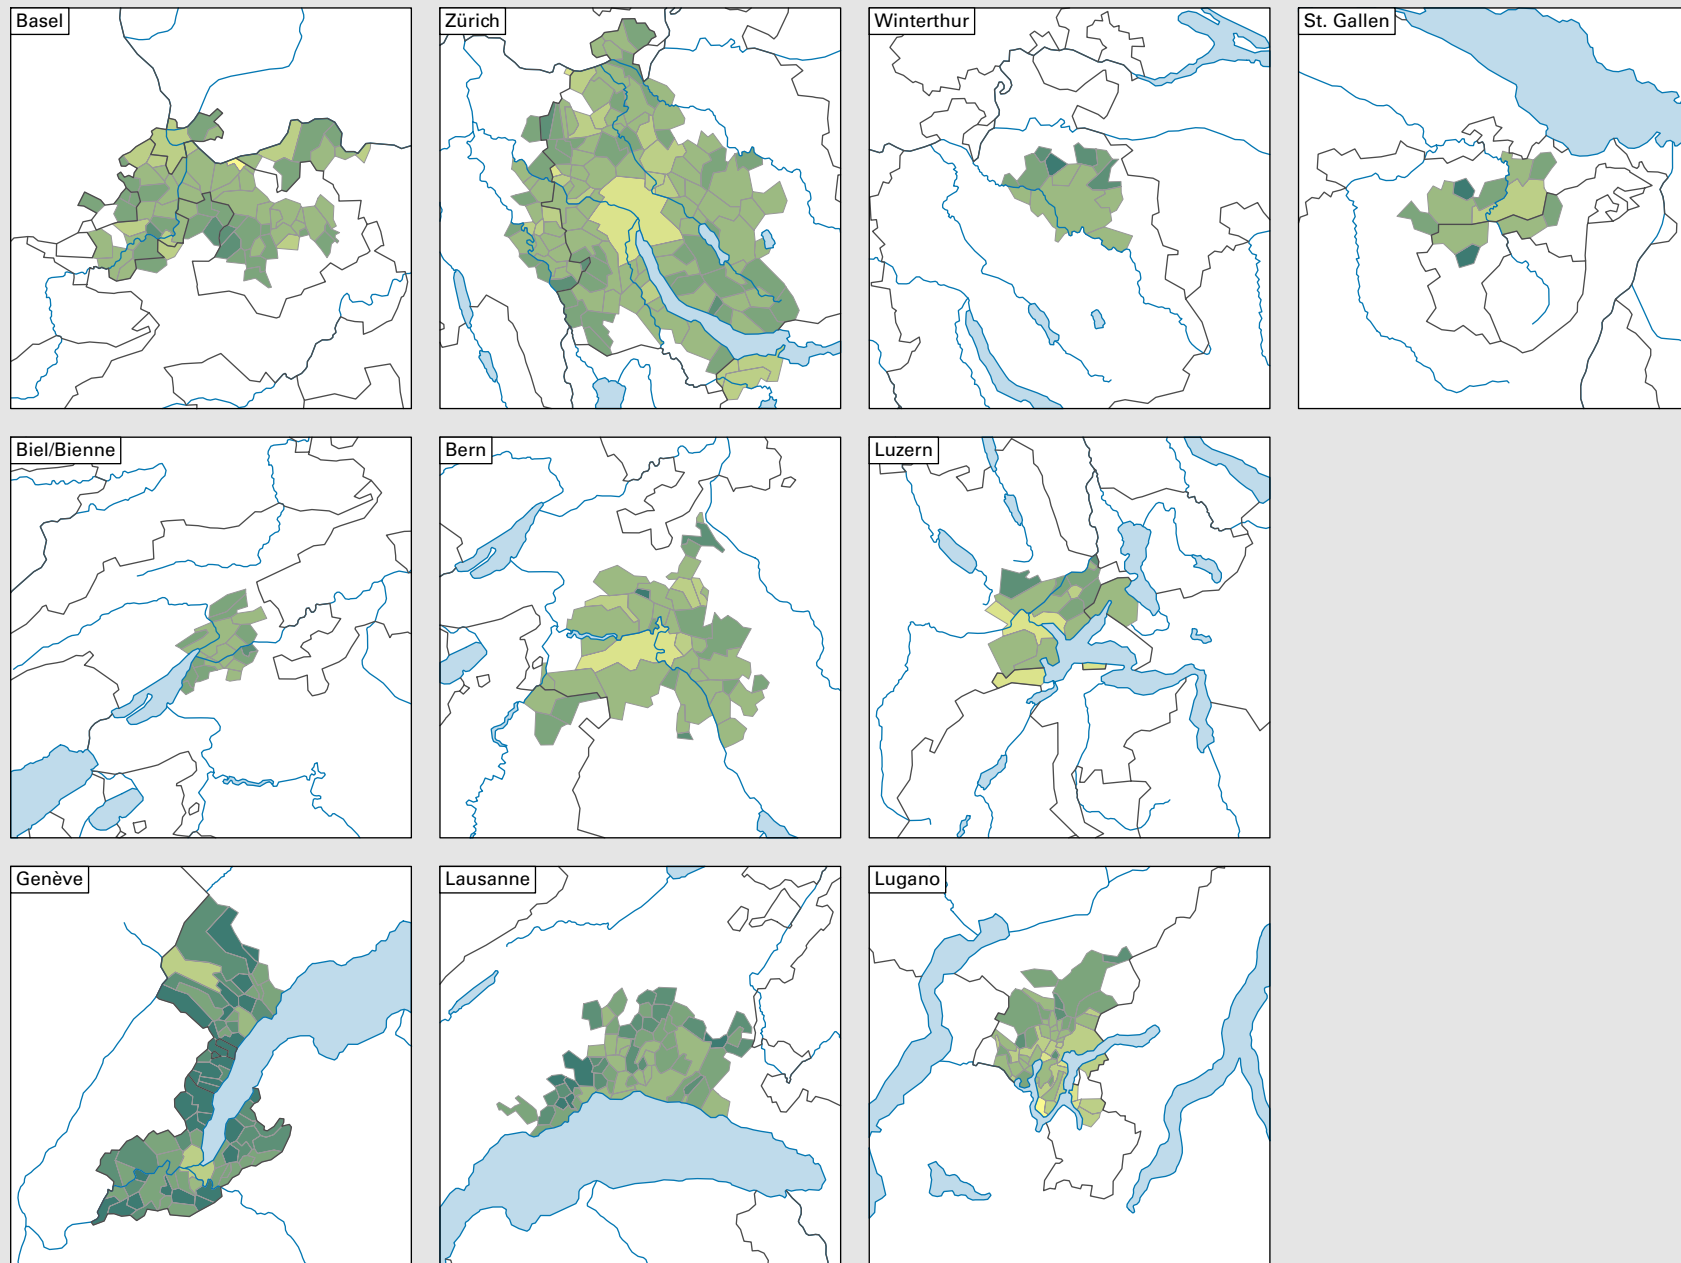 Basel
Zürich
Winterthur
St. Gallen
Biel/Bienne
Bern
Luzern
Genève
Lausanne
Lugano